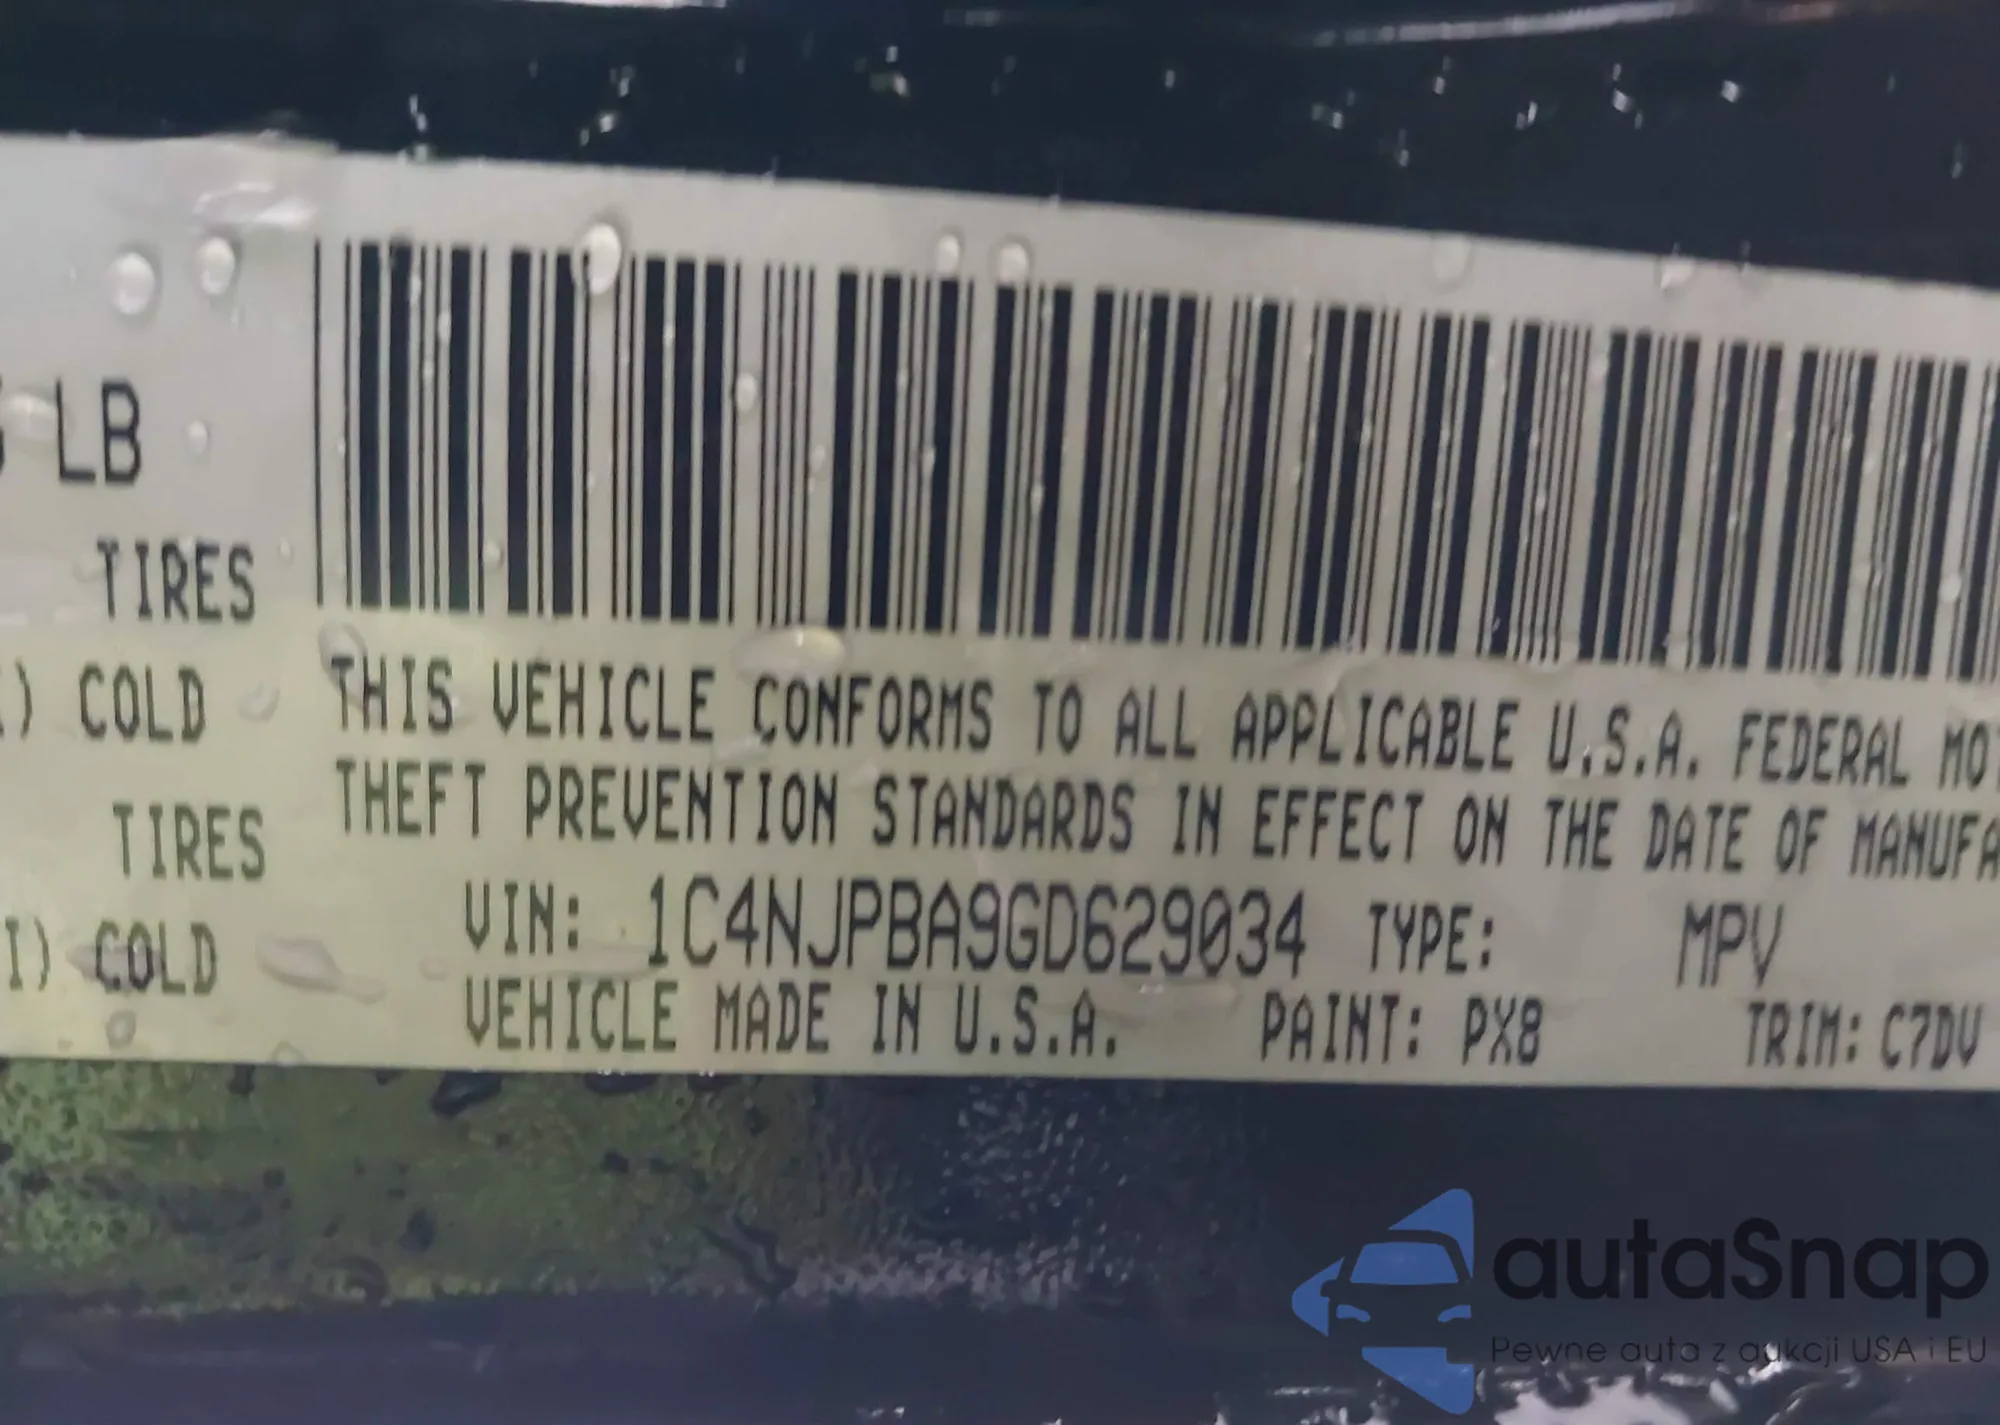 LB
TIRES
) COLD
TIRES
I) COLD
THIS VEHICLE CONFORMS TO ALL APPLICABLE U.S.A. FEDERAL MOT
THEFT PREVENTION STANDARDS IN EFFECT ON THE DATE OF MANUFA
VIN: 1C4NJPBA9GD629034 TYPE: MPV
VEHICLE MADE IN U.S.A. PAINT: PX8 TRIM: C7DV
autaSnap
Pewne auta z aukcji USA i EU